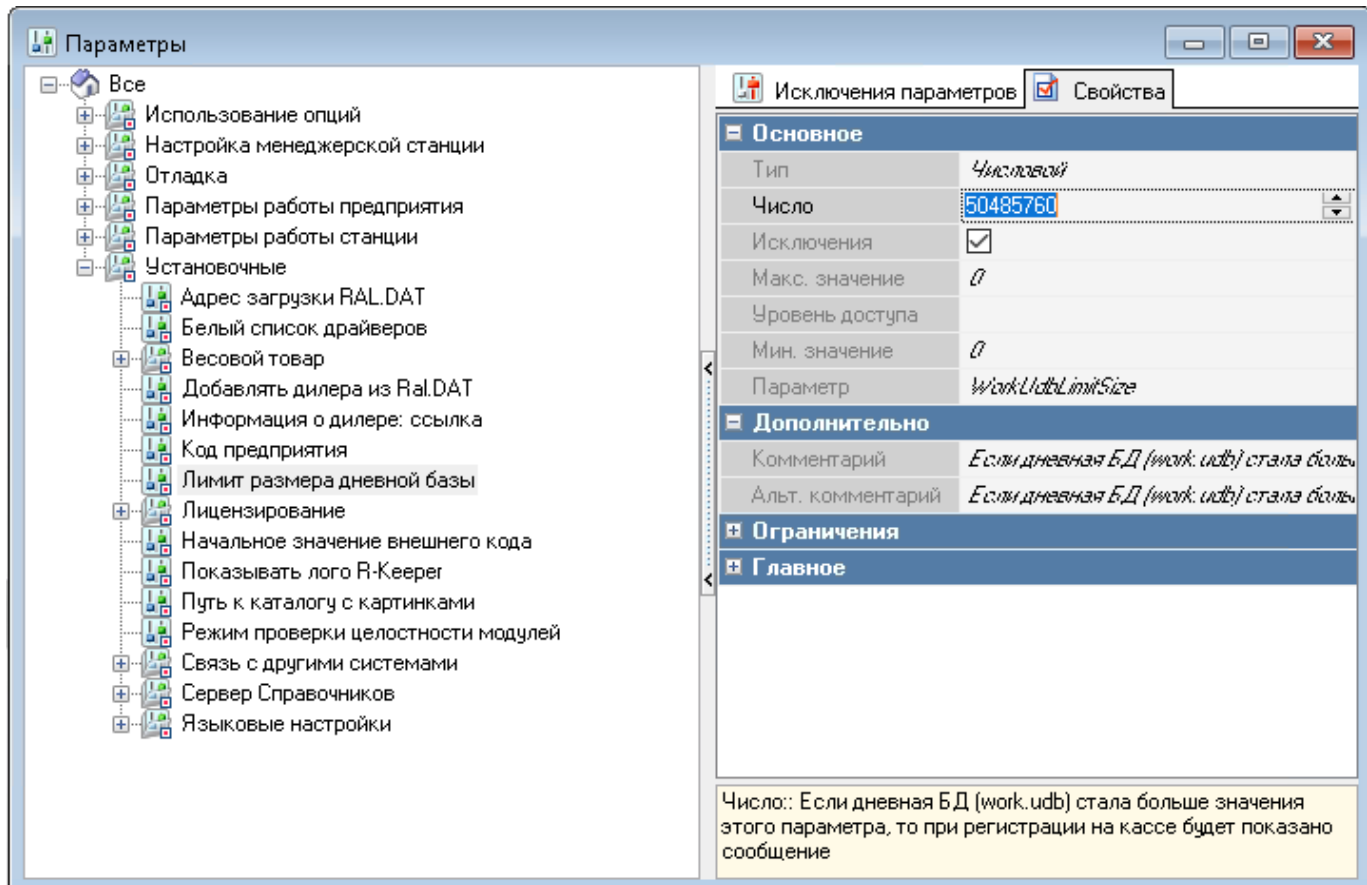 Параметры
Все
Использование опций
Настройка менеджерской станции
Отладка
Параметры работы предприятия
Параметры работы станции
Установочные
Адрес загрузки RAL.DAT
Белый список драйверов
Весовой товар
Добавлять дилера из Ral.DAT
Информация о дилере: ссылка
Код предприятия
Лимит размера дневной базы
Лицензирование
Начальное значение внешнего кода
Показывать лого R-Keeper
Путь к каталогу с картинками
Режим проверки целостности модулей
Связь с другими системами
Сервер Справочников
Языковые настройки
Исключения параметров Свойства
Основное
Тип Числовой
Число 50485760
Исключения
Макс. значение 0
Уровень доступа
Мин. значение 0
Параметр WorkUdbLimitSize
Дополнительно
Комментарий Если дневная БД (work.udb) стала боль
Альт. комментарий Если дневная БД (work.udb) стала боль
Ограничения
Главное
Число:: Если дневная БД (work.udb) стала больше значения
этого параметра, то при регистрации на кассе будет показано
сообщение